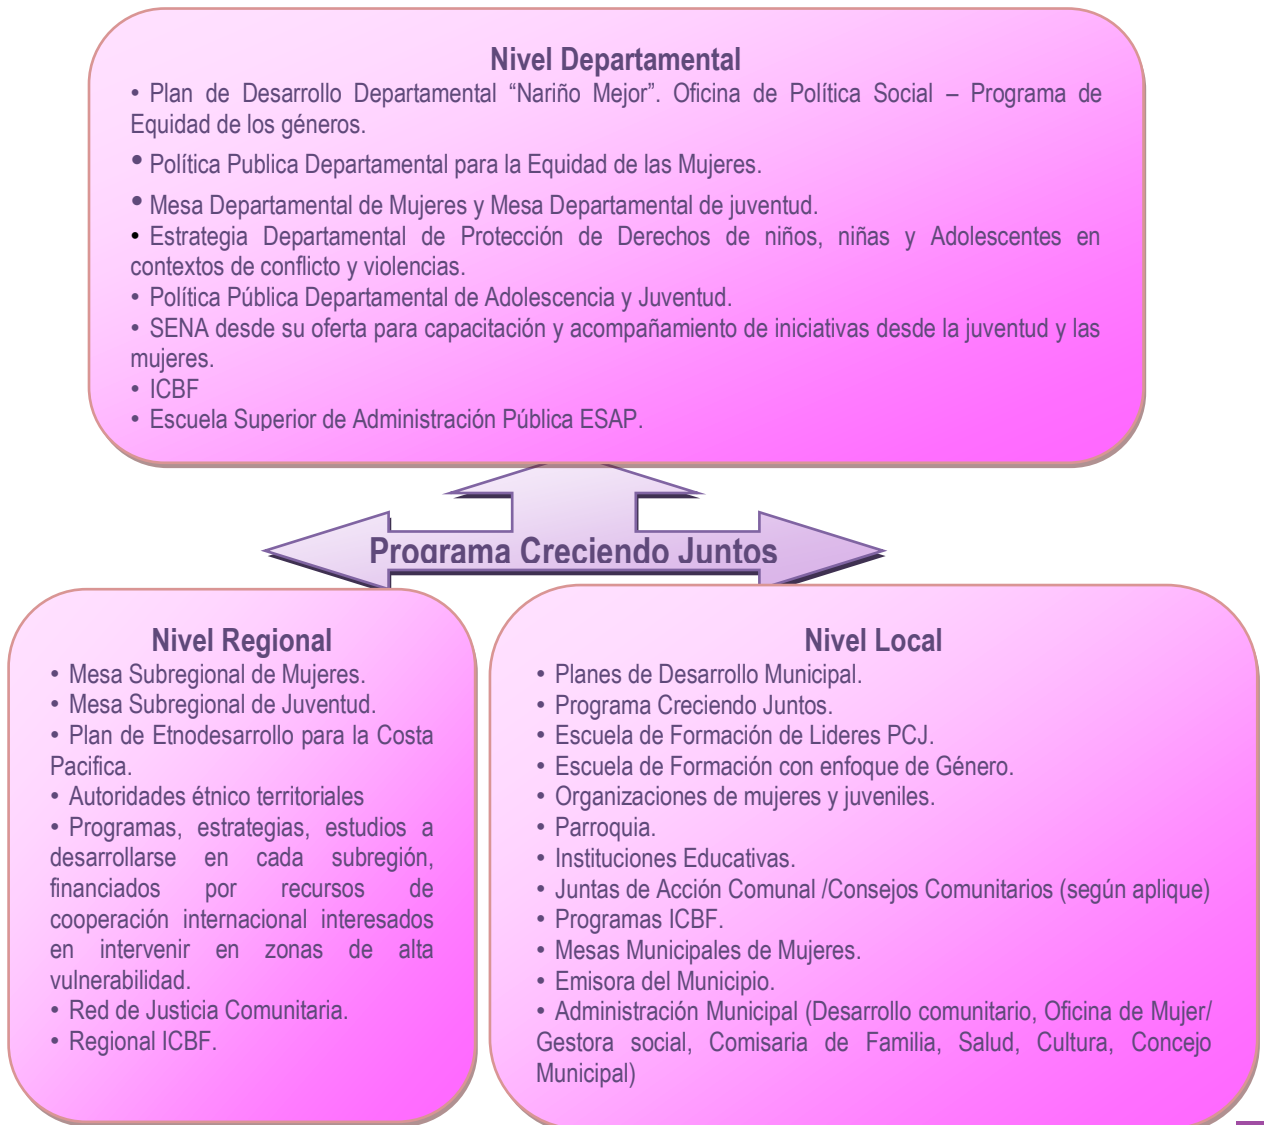 Nivel Departamental
• Plan de Desarrollo Departamental “Nariño Mejor”. Oficina de Política Social – Programa de
Equidad de los géneros.
• Política Publica Departamental para la Equidad de las Mujeres.
• Mesa Departamental de Mujeres y Mesa Departamental de juventud.
• Estrategia Departamental de Protección de Derechos de niños, niñas y Adolescentes en
contextos de conflicto y violencias.
• Política Pública Departamental de Adolescencia y Juventud.
• SENA desde su oferta para capacitación y acompañamiento de iniciativas desde la juventud y las
mujeres.
• ICBF
• Escuela Superior de Administración Pública ESAP.
Programa Creciendo Juntos
Nivel Regional
• Mesa Subregional de Mujeres.
• Mesa Subregional de Juventud.
• Plan de Etnodesarrollo para la Costa
Pacifica.
• Autoridades étnico territoriales
• Programas, estrategias, estudios a
desarrollarse en cada subregión,
financiados por recursos de
cooperación internacional interesados
en intervenir en zonas de alta
vulnerabilidad.
• Red de Justicia Comunitaria.
• Regional ICBF.
Nivel Local
• Planes de Desarrollo Municipal.
• Programa Creciendo Juntos.
• Escuela de Formación de Lideres PCJ.
• Escuela de Formación con enfoque de Género.
• Organizaciones de mujeres y juveniles.
• Parroquia.
• Instituciones Educativas.
• Juntas de Acción Comunal /Consejos Comunitarios (según aplique)
• Programas ICBF.
• Mesas Municipales de Mujeres.
• Emisora del Municipio.
• Administración Municipal (Desarrollo comunitario, Oficina de Mujer/
Gestora social, Comisaria de Familia, Salud, Cultura, Concejo
Municipal)